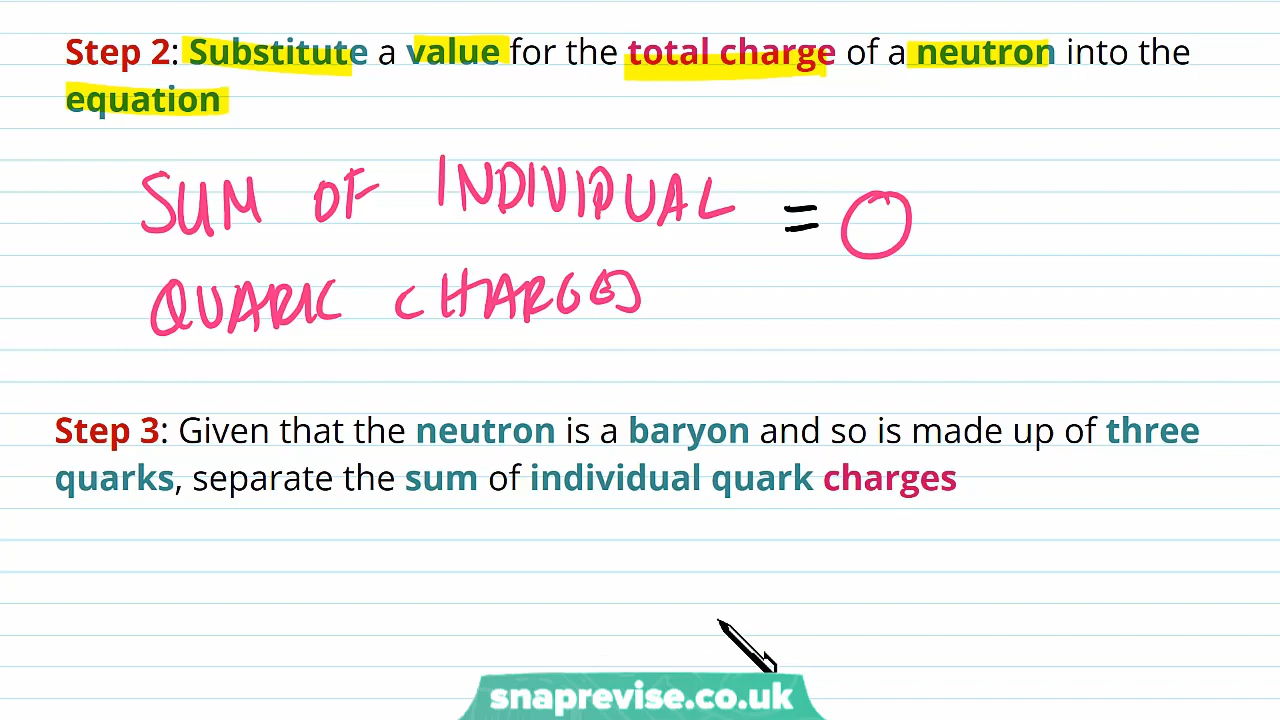 Step 2: Substitute a value for the total charge of a neutron into the
equation
SUM OF INDIVIDUAL = 0
QUARK CHARGES
Step 3: Given that the neutron is a baryon and so is made up of three
quarks, separate the sum of individual quark charges
snaprevise.co.uk